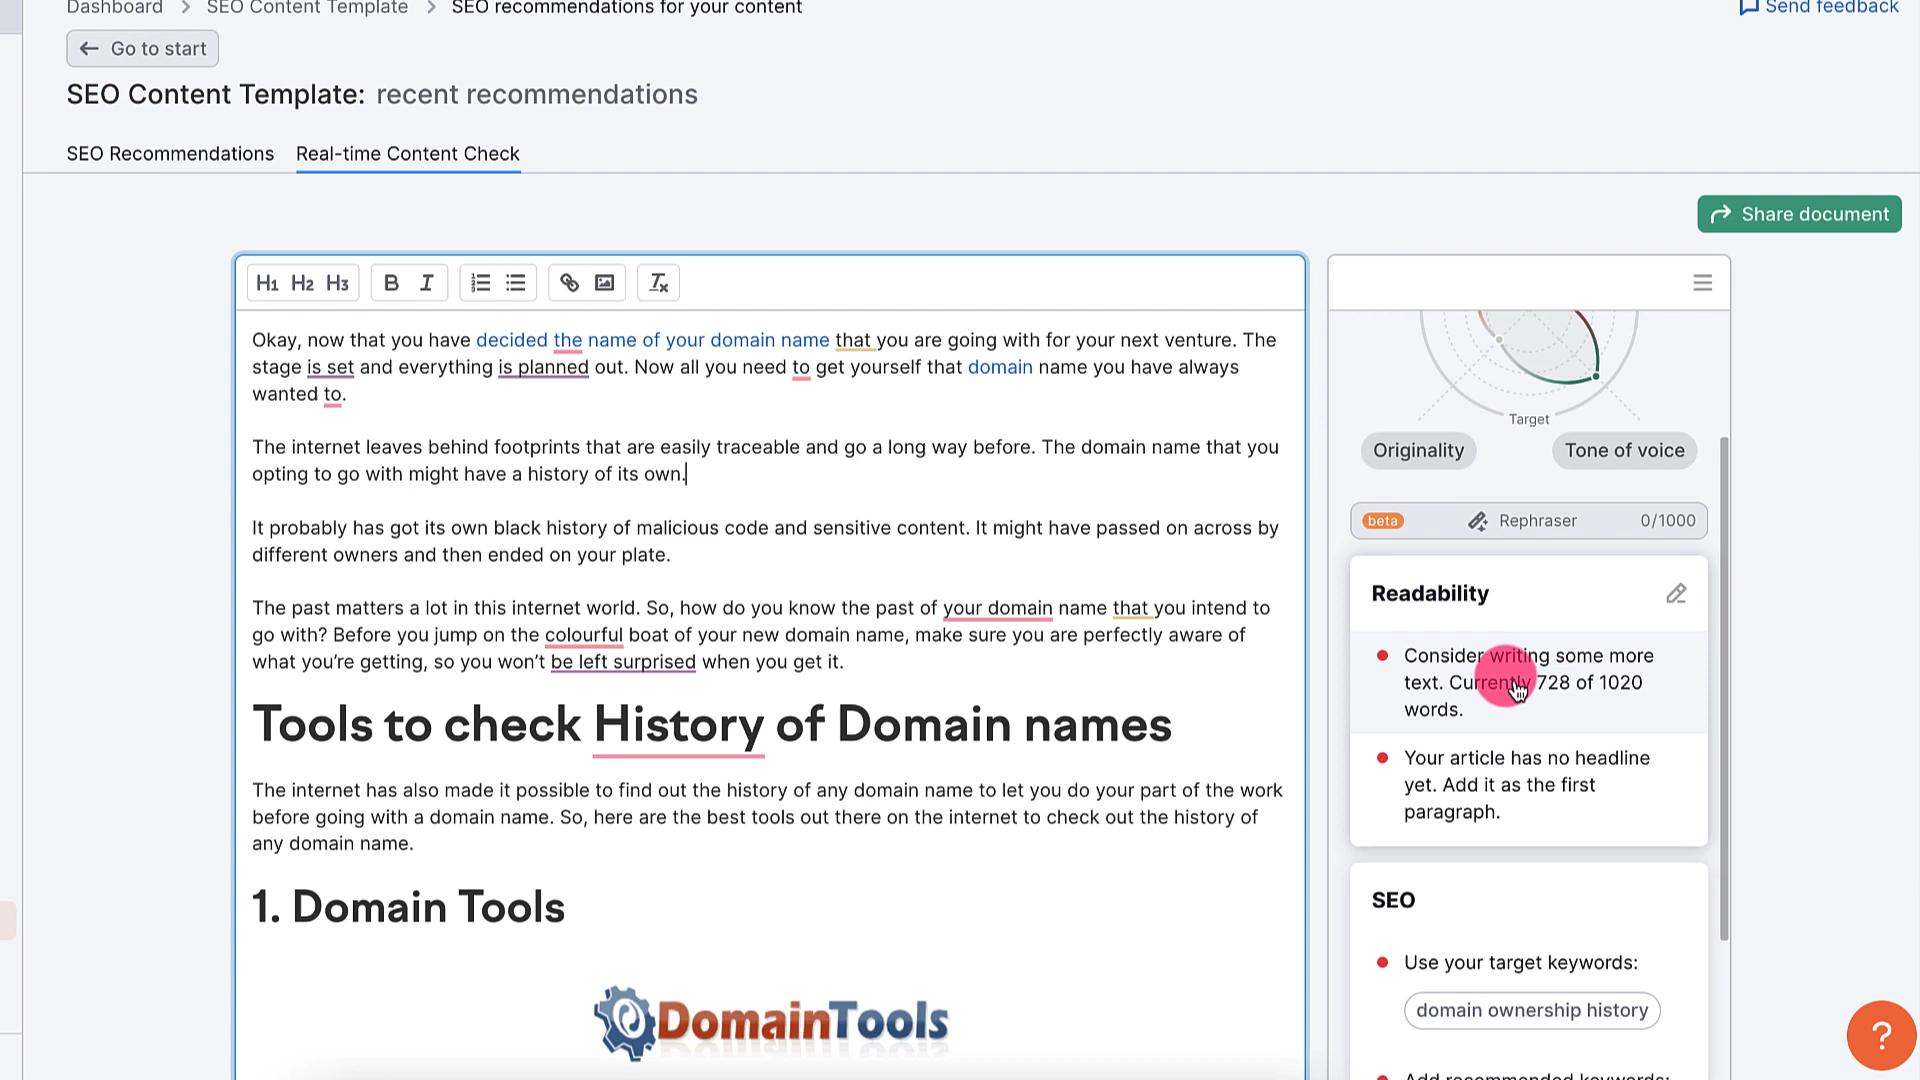 Dashboard > SEO Content Template > SEO recommendations for your content
Send feedback
← Go to start
SEO Content Template: recent recommendations
SEO Recommendations Real-time Content Check
Share document
H1 H2 H3 B I
Okay, now that you have decided the name of your domain name that you are going with for your next venture. The
stage is set and everything is planned out. Now all you need to get yourself that domain name you have always
wanted to.
The internet leaves behind footprints that are easily traceable and go a long way before. The domain name that you
opting to go with might have a history of its own.
It probably has got its own black history of malicious code and sensitive content. It might have passed on across by
different owners and then ended on your plate.
The past matters a lot in this internet world. So, how do you know the past of your domain name that you intend to
go with? Before you jump on the colourful boat of your new domain name, make sure you are perfectly aware of
what you’re getting, so you won’t be left surprised when you get it.
Tools to check History of Domain names
The internet has also made it possible to find out the history of any domain name to let you do your part of the work
before going with a domain name. So, here are the best tools out there on the internet to check out the history of
any domain name.
1. Domain Tools
DomainTools
Target
Originality Tone of voice
beta Rephraser 0/1000
Readability
Consider writing some more
text. Currently 728 of 1020
words.
Your article has no headline
yet. Add it as the first
paragraph.
SEO
Use your target keywords:
domain ownership history
Add recommended keywords:
?